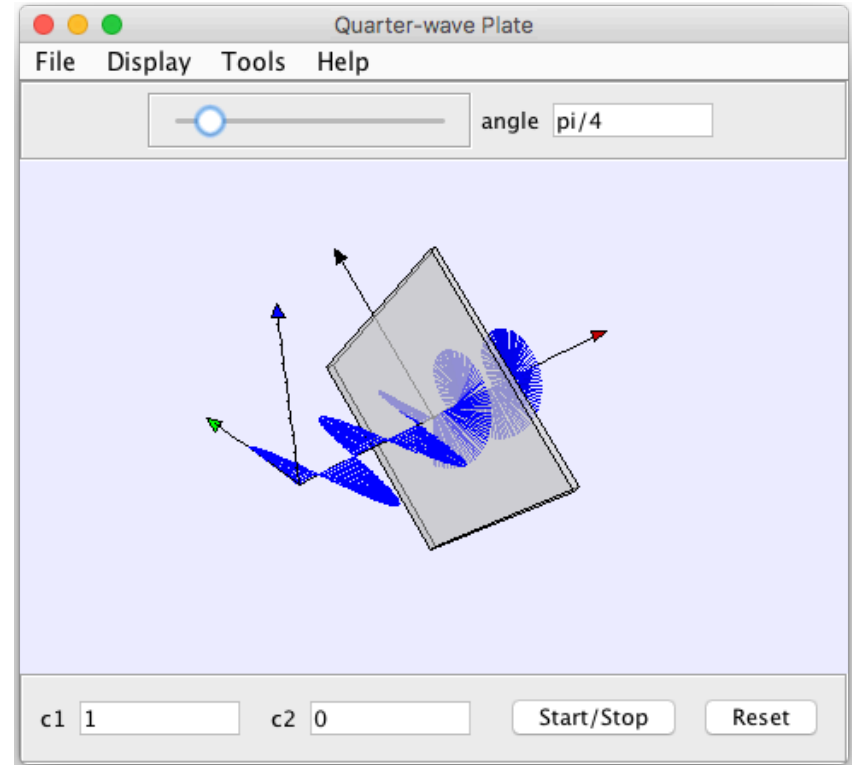 Quarter-wave Plate
File Display Tools Help
angle pi/4
c1 1 c2 0 Start/Stop Reset